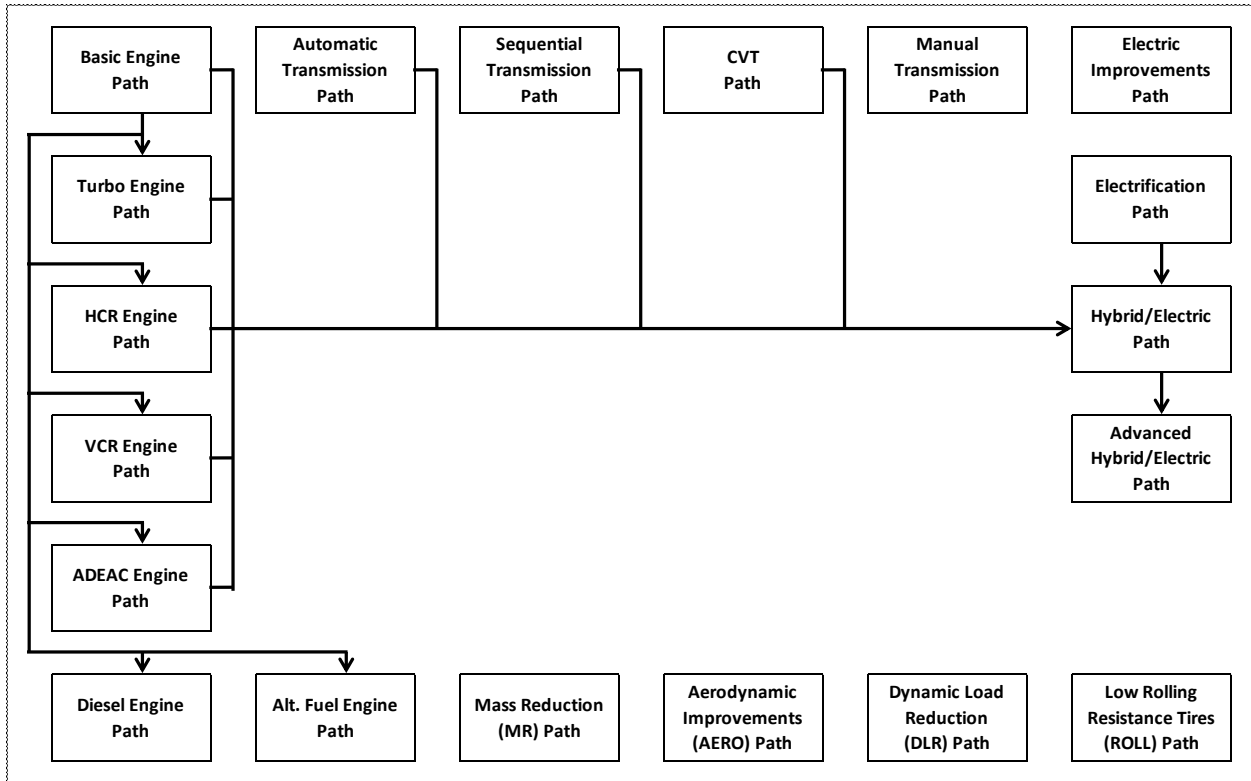 Basic Engine
Path
Automatic
Transmission
Path
Sequential
Transmission
Path
CVT
Path
Manual
Transmission
Path
Electric
Improvements
Path
Turbo Engine
Path
Electrification
Path
HCR Engine
Path
Hybrid/Electric
Path
VCR Engine
Path
Advanced
Hybrid/Electric
Path
ADEAC Engine
Path
Diesel Engine
Path
Alt. Fuel Engine
Path
Mass Reduction
(MR) Path
Aerodynamic
Improvements
(AERO) Path
Dynamic Load
Reduction
(DLR) Path
Low Rolling
Resistance Tires
(ROLL) Path